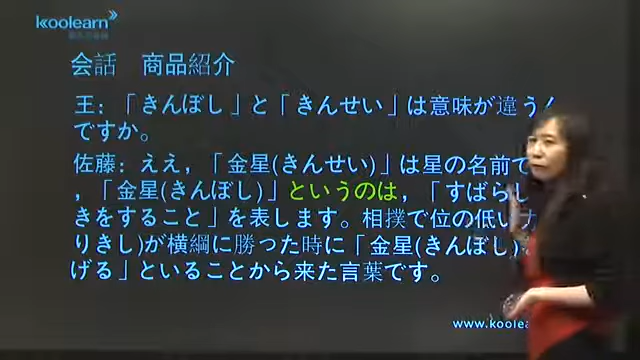 koolearn
会話　商品紹介
王：「きんぼし」と「きんせい」は意味が違う
ですか。
佐藤：ええ，「金星(きんせい)」は星の名前で
，「金星(きんぼし)」というのは，「すばらし
きをすること」を表します。相撲で位の低い力
りきし)が横綱に勝った時に「金星(きんぼし)
げる」といることから来た言葉です。
www.koolea